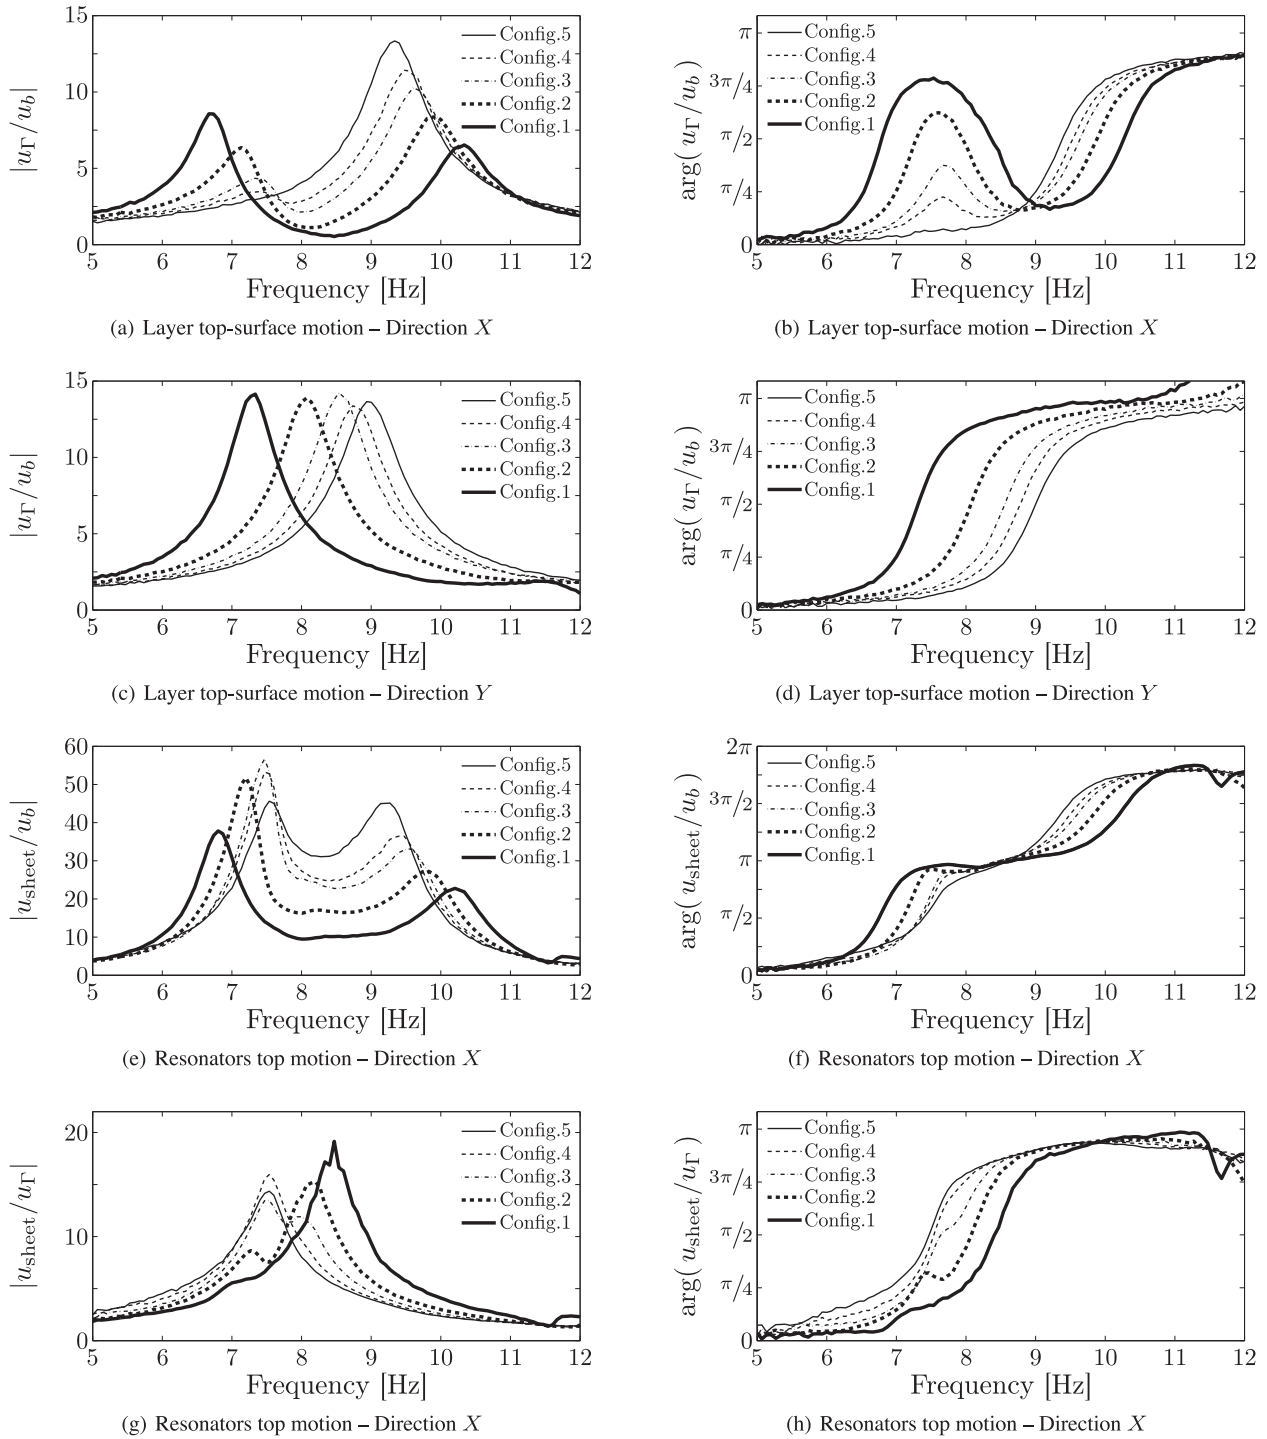 15
10
5
0
|u_Γ/u_b|
Config.5
Config.4
Config.3
Config.2
Config.1
5 6 7 8 9 10 11 12
Frequency [Hz]
(a) Layer top-surface motion – Direction X
π
3π/4
π/2
π/4
0
arg( u_Γ/u_b)
Config.5
Config.4
Config.3
Config.2
Config.1
5 6 7 8 9 10 11 12
Frequency [Hz]
(b) Layer top-surface motion – Direction X
15
10
5
0
|u_Γ/u_b|
Config.5
Config.4
Config.3
Config.2
Config.1
5 6 7 8 9 10 11 12
Frequency [Hz]
(c) Layer top-surface motion – Direction Y
π
3π/4
π/2
π/4
0
arg( u_Γ/u_b)
Config.5
Config.4
Config.3
Config.2
Config.1
5 6 7 8 9 10 11 12
Frequency [Hz]
(d) Layer top-surface motion – Direction Y
60
50
40
30
20
10
0
|u_sheet/u_b|
Config.5
Config.4
Config.3
Config.2
Config.1
5 6 7 8 9 10 11 12
Frequency [Hz]
(e) Resonators top motion – Direction X
2π
3π/2
π
π/2
0
arg( u_sheet/u_b)
Config.5
Config.4
Config.3
Config.2
Config.1
5 6 7 8 9 10 11 12
Frequency [Hz]
(f) Resonators top motion – Direction X
20
10
0
|u_sheet/u_Γ|
Config.5
Config.4
Config.3
Config.2
Config.1
5 6 7 8 9 10 11 12
Frequency [Hz]
(g) Resonators top motion – Direction X
π
3π/4
π/2
π/4
0
arg( u_sheet/u_Γ)
Config.5
Config.4
Config.3
Config.2
Config.1
5 6 7 8 9 10 11 12
Frequency [Hz]
(h) Resonators top motion – Direction X